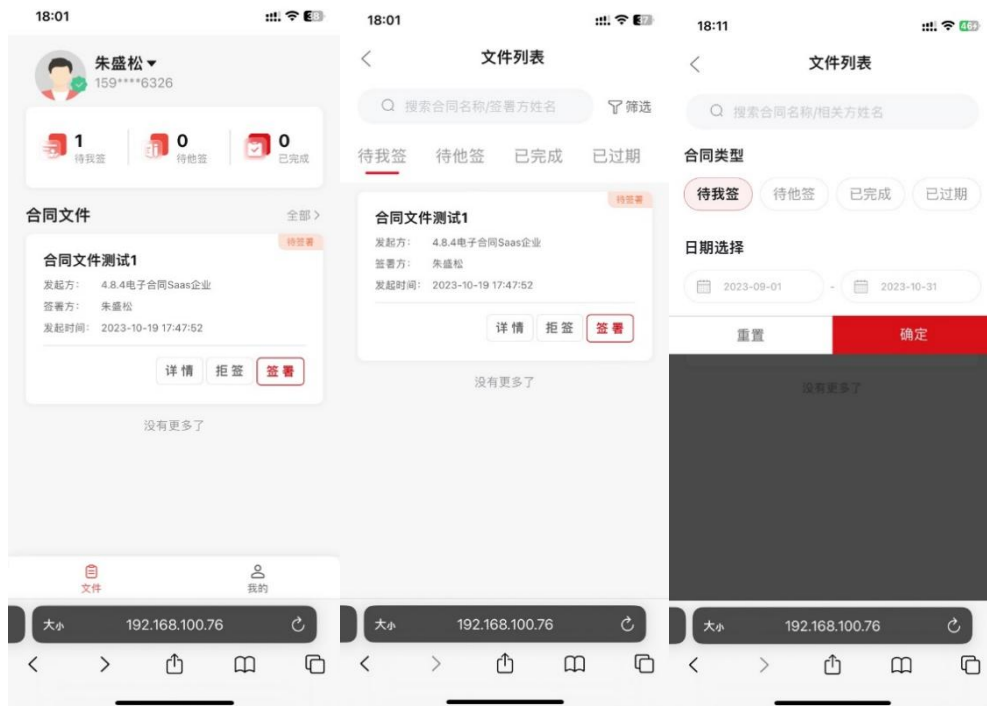 18:01
38
朱盛松
159****6326
1
待我签
0
待他签
0
已完成
合同文件
全部
待签署
合同文件测试1
发起方: 4.8.4电子合同Saas企业
签署方: 朱盛松
发起时间: 2023-10-19 17:47:52
详情 拒签 签署
没有更多了
文件
我的
大小 192.168.100.76
18:01
37
文件列表
搜索合同名称/签署方姓名
筛选
待我签 待他签 已完成 已过期
待签署
合同文件测试1
发起方: 4.8.4电子合同Saas企业
签署方: 朱盛松
发起时间: 2023-10-19 17:47:52
详情 拒签 签署
没有更多了
大小 192.168.100.76
18:11
文件列表
搜索合同名称/相关方姓名
合同类型
待我签 待他签 已完成 已过期
日期选择
2023-09-01 - 2023-10-31
重置 确定
没有更多了
大小 192.168.100.76